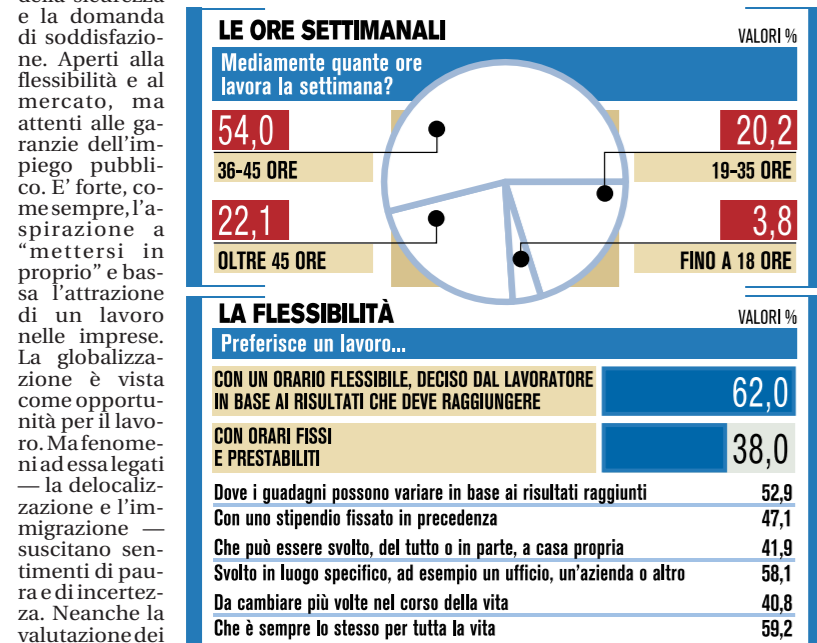 della sicurezza
e la domanda
di soddisfazio-
ne. Aperti alla
flessibilità e al
mercato, ma
attenti alle ga-
ranzie dell'im-
piego pubbli-
co. E' forte, co-
me sempre, l'a-
spirazione a
“mettersi in
proprio” e bas-
sa l'attrazione
di un lavoro
nelle imprese.
La globalizza-
zione è vista
come opportu-
nità per il lavo-
ro. Ma fenome-
ni ad essa legati
— la delocaliz-
zazione e l'im-
migrazione —
suscitano sen-
timenti di pau-
ra e di incertez-
za. Neanche la
valutazione dei
LE ORE SETTIMANALI
VALORI %
Mediamente quante ore
lavora la settimana?
54,0
36-45 ORE
20,2
19-35 ORE
22,1
OLTRE 45 ORE
3,8
FINO A 18 ORE
LA FLESSIBILITÀ
VALORI %
Preferisce un lavoro...
CON UN ORARIO FLESSIBILE, DECISO DAL LAVORATORE
IN BASE AI RISULTATI CHE DEVE RAGGIUNGERE
62,0
CON ORARI FISSI
E PRESTABILITI
38,0
Dove i guadagni possono variare in base ai risultati raggiunti 52,9
Con uno stipendio fissato in precedenza 47,1
Che può essere svolto, del tutto o in parte, a casa propria 41,9
Svolto in luogo specifico, ad esempio un ufficio, un'azienda o altro 58,1
Da cambiare più volte nel corso della vita 40,8
Che è sempre lo stesso per tutta la vita 59,2